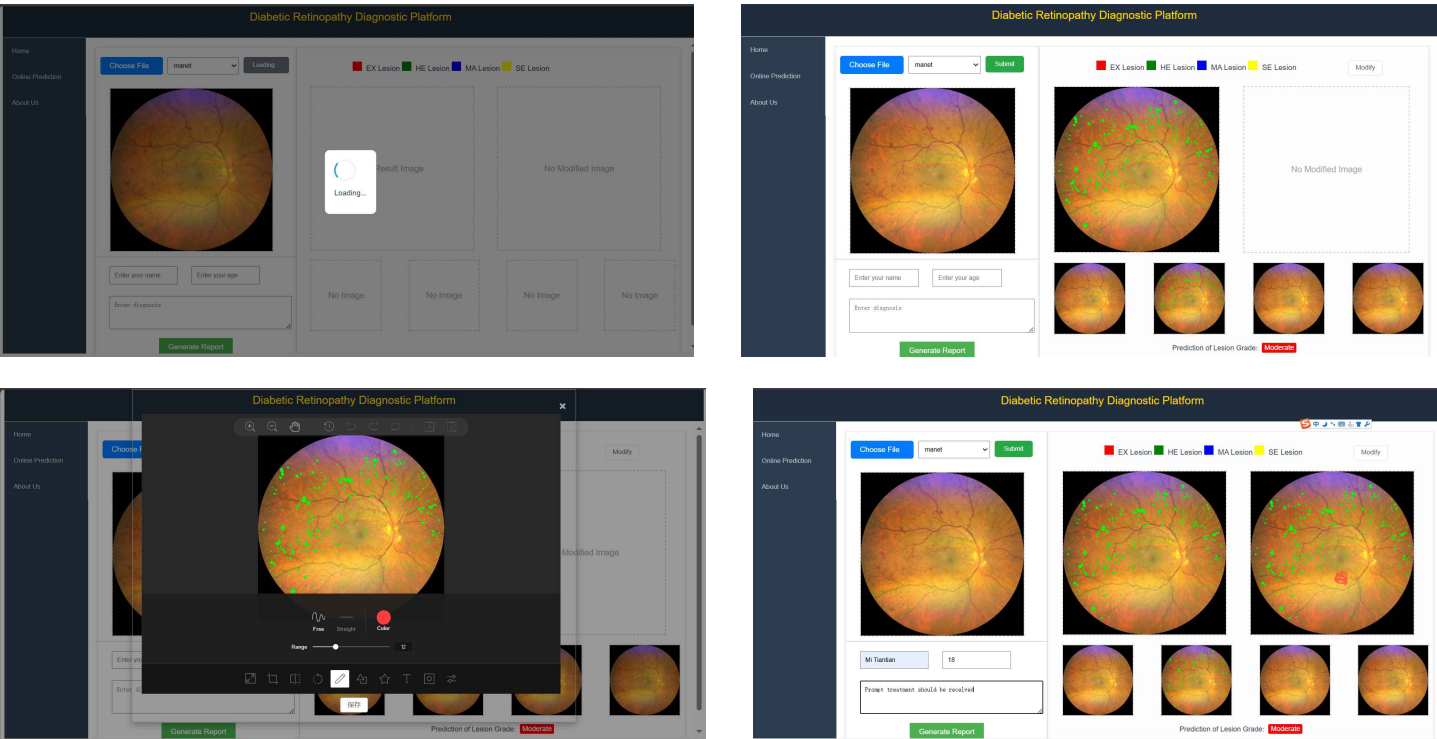 Diabetic Retinopathy Diagnostic Platform
Home
Online Prediction
About Us
Choose File manet Loading...
EX Lesion HE Lesion MA Lesion SE Lesion
Result Image
No Modified Image
Loading...
Enter your name Enter your age
Enter diagnosis
No Image No Image No Image No Image
Generate Report
Diabetic Retinopathy Diagnostic Platform
Home
Online Prediction
About Us
Choose File manet Submit
EX Lesion HE Lesion MA Lesion SE Lesion Modify
No Modified Image
Enter your name Enter your age
Enter diagnosis
Generate Report
Prediction of Lesion Grade: Moderate
Diabetic Retinopathy Diagnostic Platform
Home
Online Prediction
About Us
Choose F
Modify
Modified Image
Free Straight Color
Range 12
Enter yo
Enter di
保存
Generate Report
Prediction of Lesion Grade: Moderate
Diabetic Retinopathy Diagnostic Platform
Home
Online Prediction
About Us
Choose File manet Submit
EX Lesion HE Lesion MA Lesion SE Lesion Modify
Mi Tiantian 18
Prompt treatment should be received
Generate Report
Prediction of Lesion Grade: Moderate